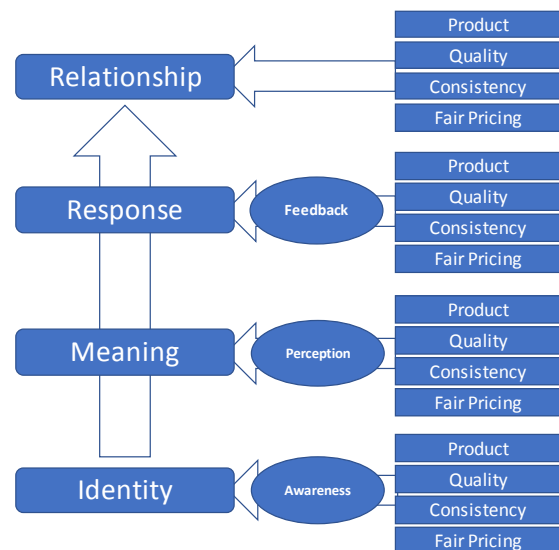 Relationship
Product
Quality
Consistency
Fair Pricing
Response
Feedback
Product
Quality
Consistency
Fair Pricing
Meaning
Perception
Product
Quality
Consistency
Fair Pricing
Identity
Awareness
Product
Quality
Consistency
Fair Pricing